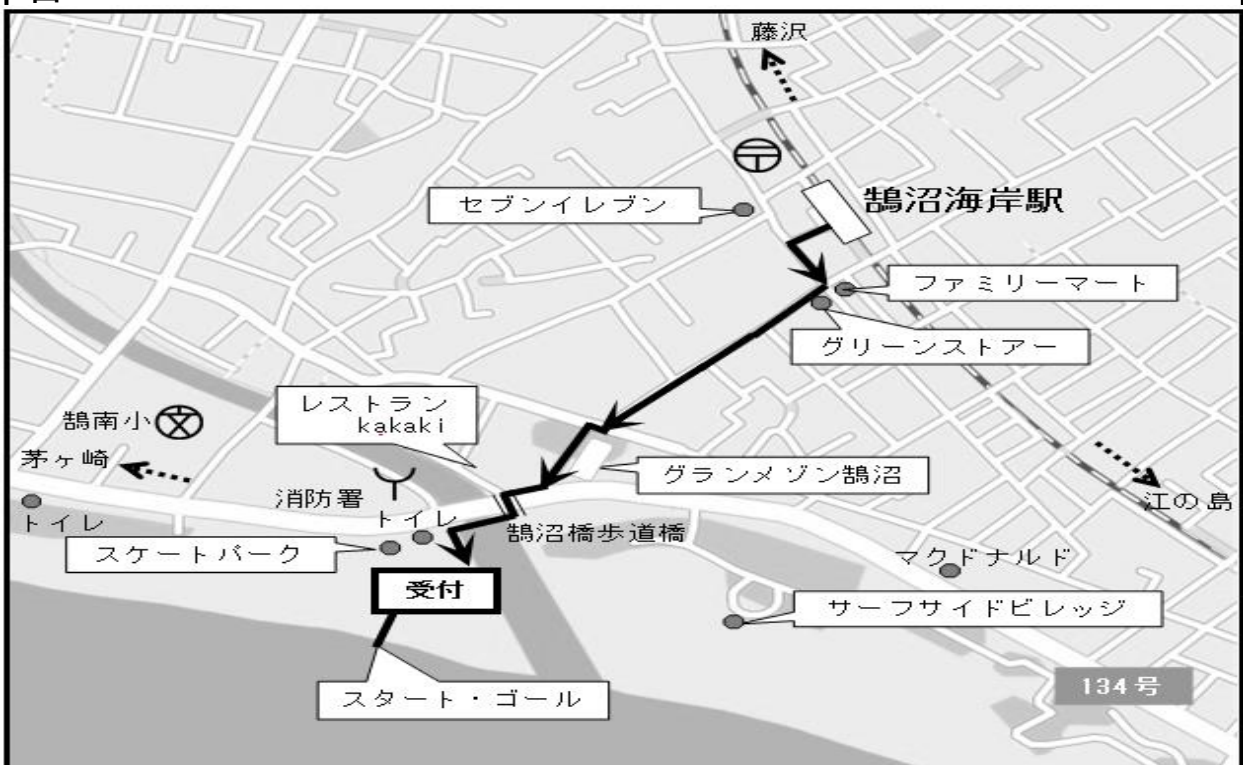 藤沢
セブンイレブン
鵠沼海岸駅
ファミリーマート
グリーンストアー
レストラン
kakaki
鵠南小
茅ヶ崎
グランメゾン鵠沼
江の島
消防署
トイレ
トイレ
鵠沼橋歩道橋
スケートパーク
マクドナルド
受付
サーフサイドビレッジ
134号
スタート・ゴール